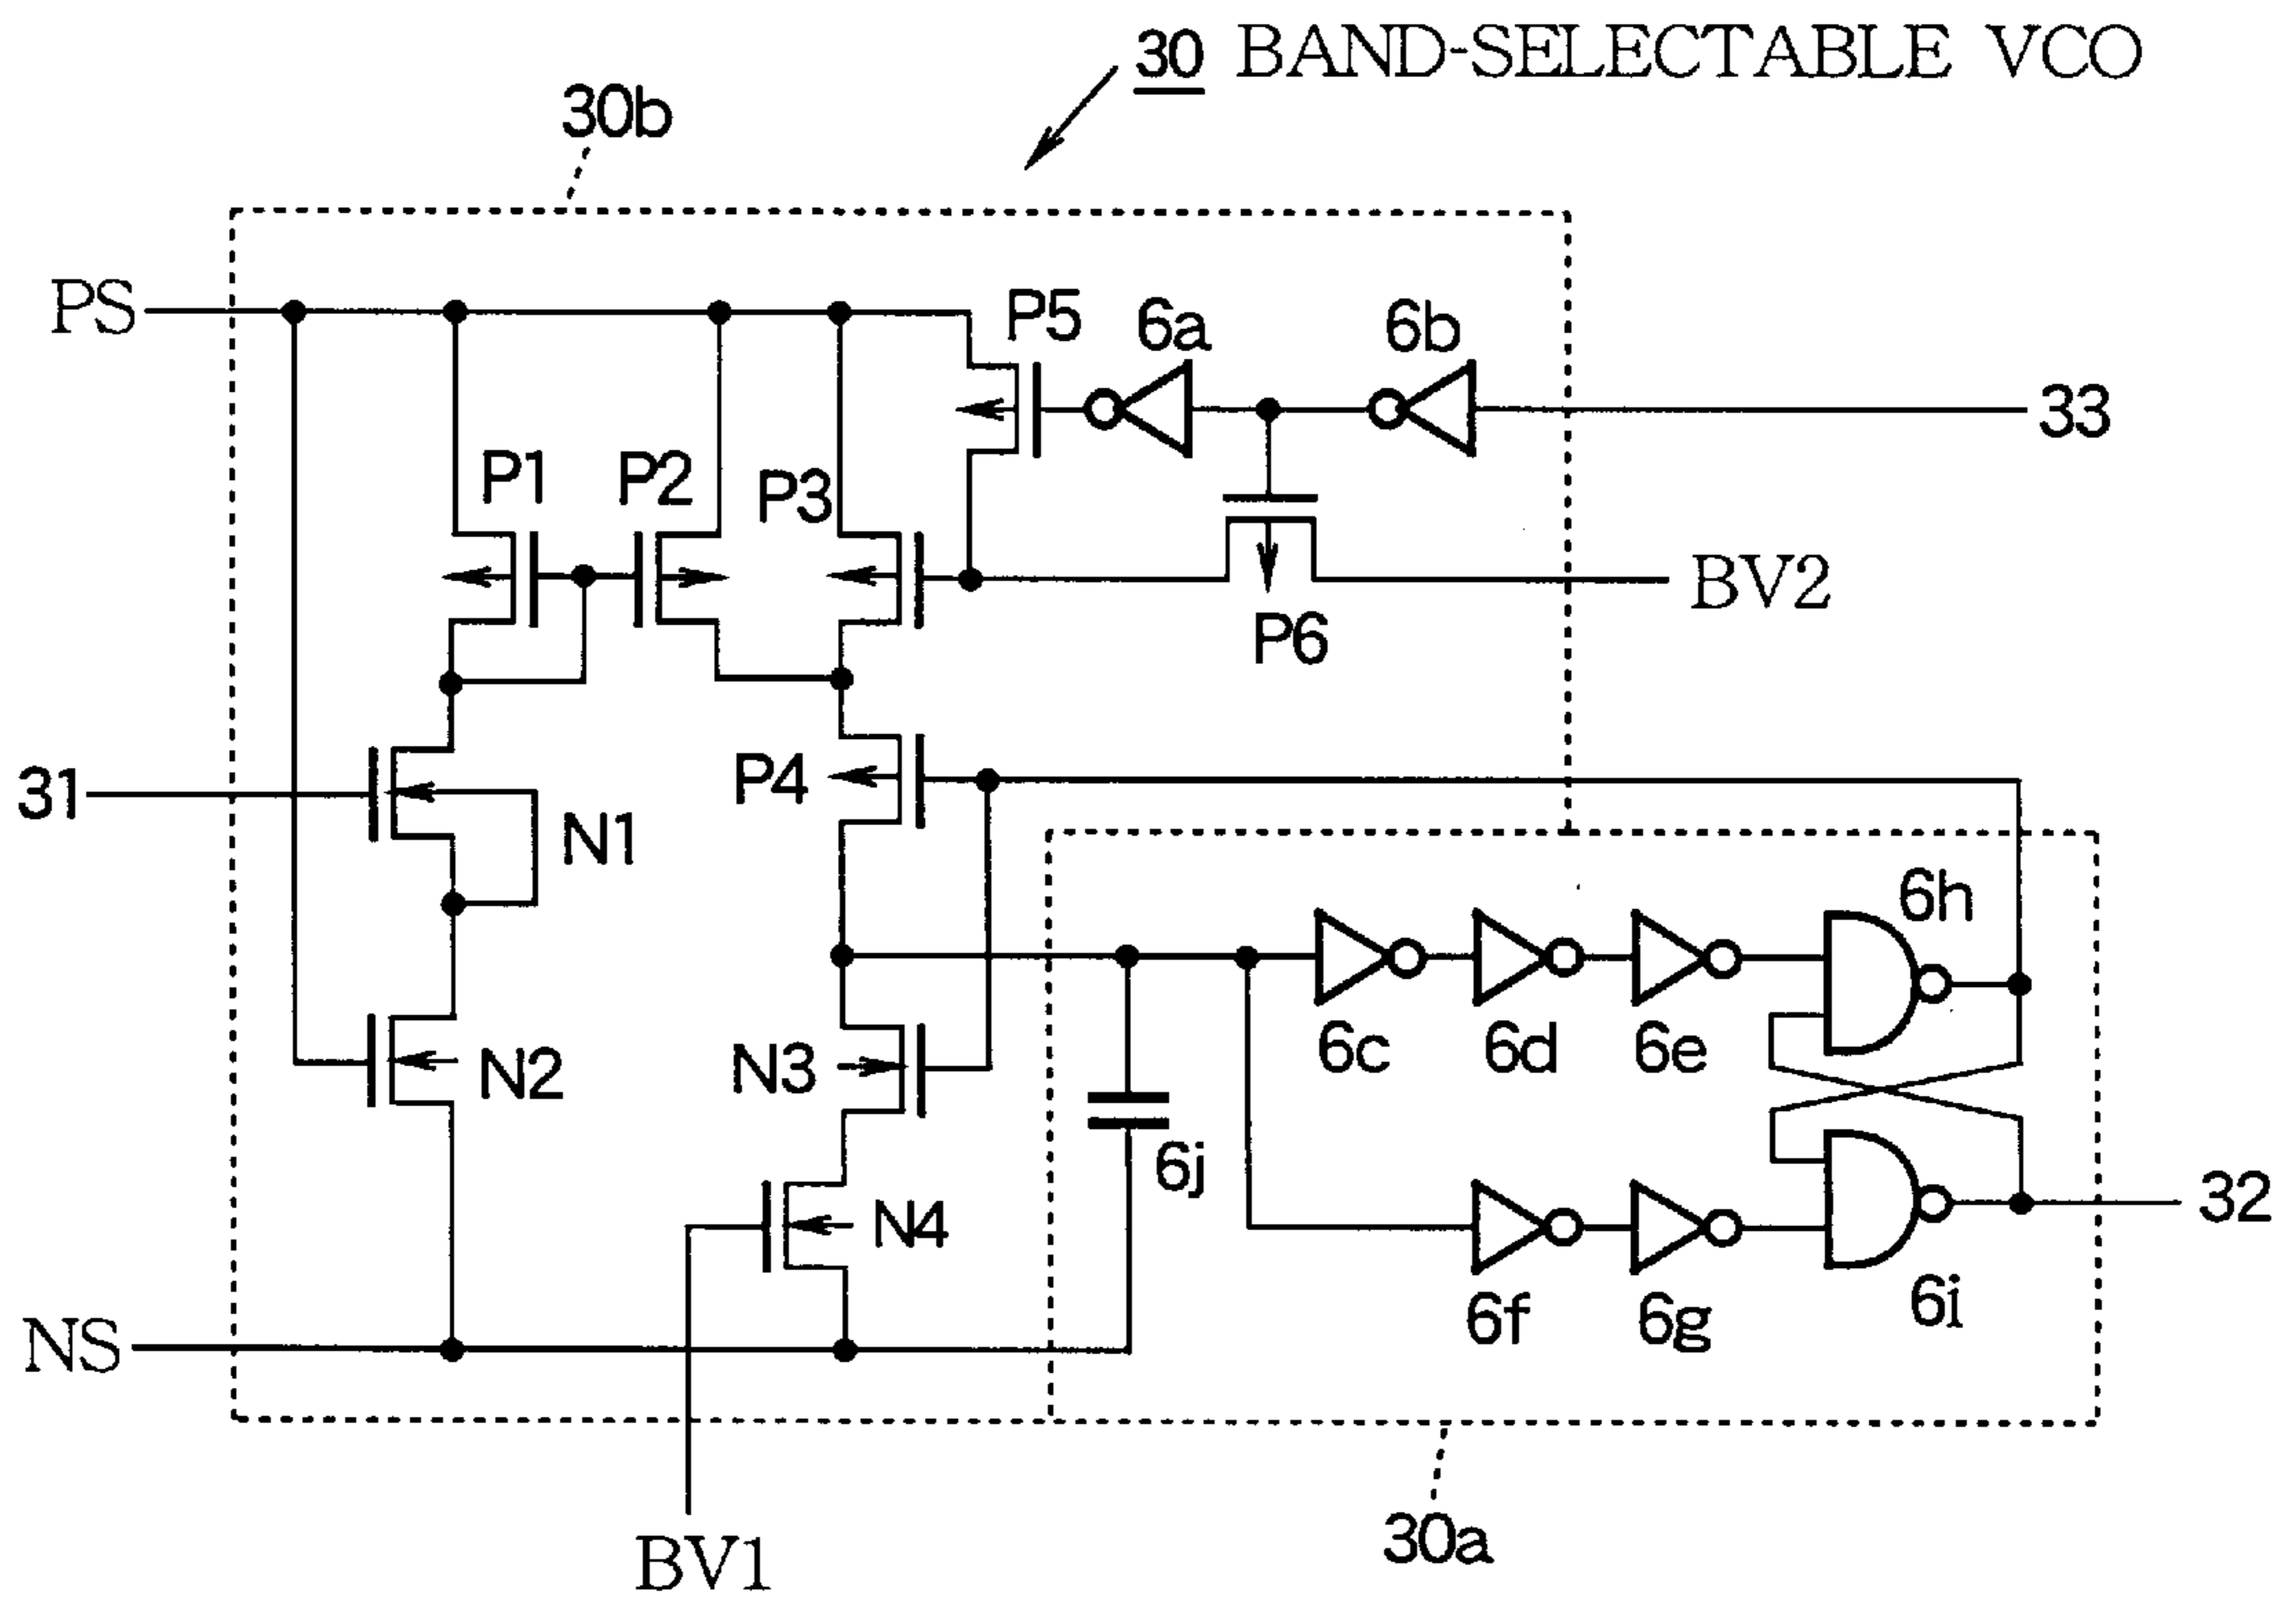 30 BAND-SELECTABLE VCO
30b
PS
P5
6a
6b
33
P1
P2
P3
BV2
P6
31
P4
N1
6h
N2
N3
6c
6d
6e
6j
N4
32
6f
6g
6i
NS
BV1
30a